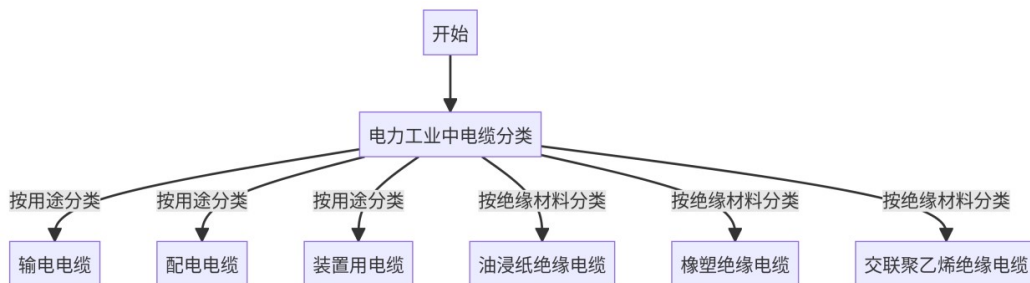 开始
电力工业中电缆分类
按用途分类
按用途分类
按用途分类
按绝缘材料分类
按绝缘材料分类
按绝缘材料分类
输电电缆
配电电缆
装置用电缆
油浸纸绝缘电缆
橡塑绝缘电缆
交联聚乙烯绝缘电缆